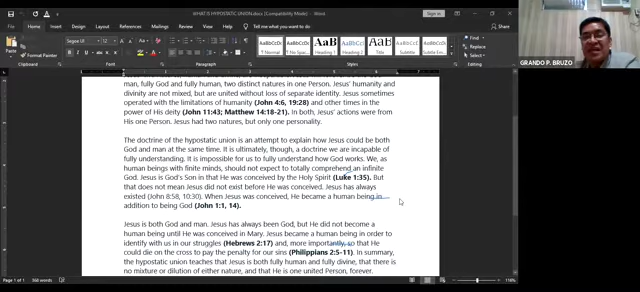 WHAT IS HYPOSTATIC UNION.docx [Compatibility Mode] - Word
Sign in
File Home Insert Draw Design Layout References Mailings Review View Help Tell me what you want to do
Paste
Format Painter
Segoe UI 12
AaBbCcDc AaBbCcDc AaB AaBbCcI AaB AaBbCcC AaBbCcDc
¶ Normal ¶ No Spac... Heading 1 Heading 2 Title Subtitle Subtle Em...
Find
Replace
Select
Clipboard Font Paragraph Styles Editing
GRANDO P. BRUZO
man, fully God and fully human, two distinct natures in one Person. Jesus' humanity and
divinity are not mixed, but are united without loss of separate identity. Jesus sometimes
operated with the limitations of humanity (John 4:6, 19:28) and other times in the
power of His deity (John 11:43; Matthew 14:18-21). In both, Jesus' actions were from
His one Person. Jesus had two natures, but only one personality.
The doctrine of the hypostatic union is an attempt to explain how Jesus could be both
God and man at the same time. It is ultimately, though, a doctrine we are incapable of
fully understanding. It is impossible for us to fully understand how God works. We, as
human beings with finite minds, should not expect to totally comprehend an infinite
God. Jesus is God's Son in that He was conceived by the Holy Spirit (Luke 1:35). But
that does not mean Jesus did not exist before He was conceived. Jesus has always
existed (John 8:58, 10:30). When Jesus was conceived, He became a human being in
addition to being God (John 1:1, 14).
Jesus is both God and man. Jesus has always been God, but He did not become a
human being until He was conceived in Mary. Jesus became a human being in order to
identify with us in our struggles (Hebrews 2:17) and, more importantly, so that He
could die on the cross to pay the penalty for our sins (Philippians 2:5-11). In summary,
the hypostatic union teaches that Jesus is both fully human and fully divine, that there is
no mixture or dilution of either nature, and that He is one united Person, forever.
Page 1 of 1 368 words
118%